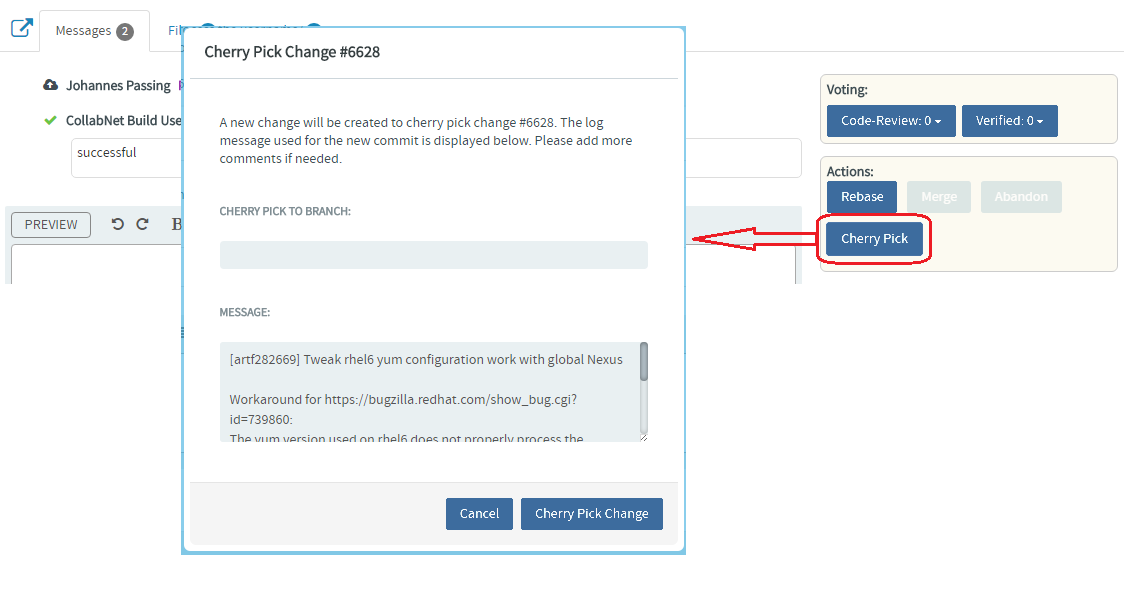 Messages 2
Cherry Pick Change #6628
Johannes Passing
CollabNet Build Use
successful
PREVIEW
B
A new change will be created to cherry pick change #6628. The log
message used for the new commit is displayed below. Please add more
comments if needed.
CHERRY PICK TO BRANCH:
MESSAGE:
[artf282669] Tweak rhel6 yum configuration work with global Nexus
Workaround for https://bugzilla.redhat.com/show_bug.cgi?
id=739860:
The yum version used on rhel6 does not properly process the
Cancel
Cherry Pick Change
Voting:
Code-Review: 0
Verified: 0
Actions:
Rebase
Merge
Abandon
Cherry Pick